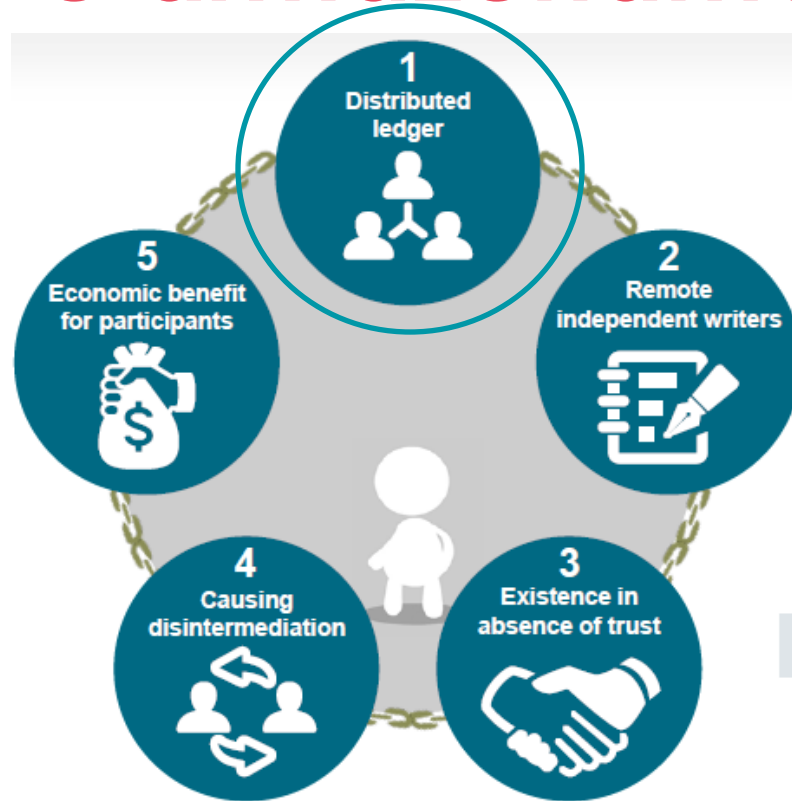 1
Distributed
ledger
2
Remote
independent writers
3
Existence in
absence of trust
4
Causing
disintermediation
5
Economic benefit
for participants
$